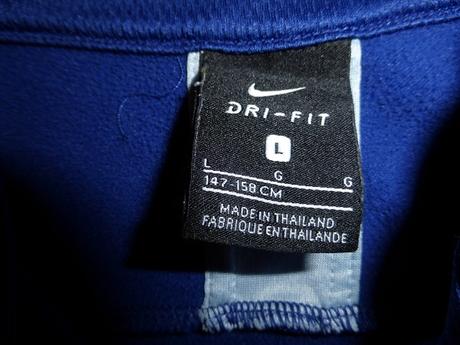 DRI-FIT
L
L G G
147-158 CM
MADE IN THAILAND
FABRIQUE EN THAILANDE